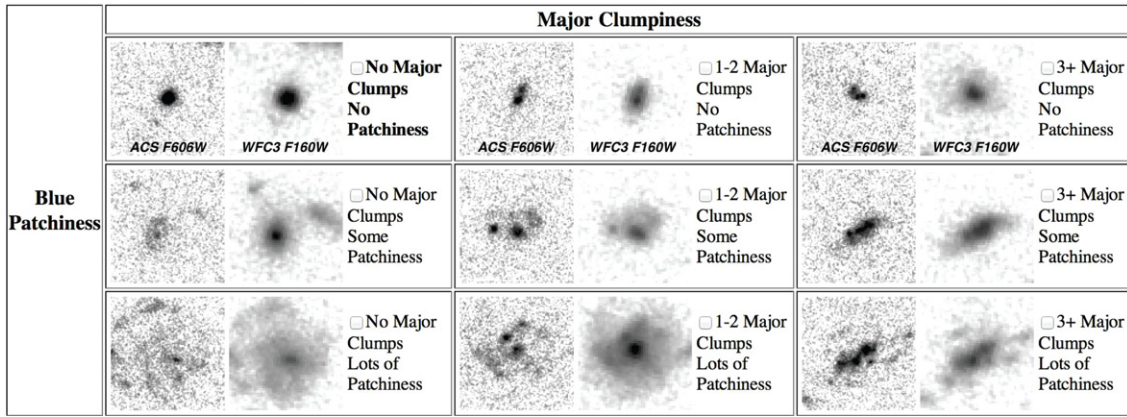 Major Clumpiness
Blue
Patchiness
No Major
Clumps
No
Patchiness
ACS F606W
WFC3 F160W
1-2 Major
Clumps
No
Patchiness
ACS F606W
WFC3 F160W
3+ Major
Clumps
No
Patchiness
ACS F606W
WFC3 F160W
No Major
Clumps
Some
Patchiness
1-2 Major
Clumps
Some
Patchiness
3+ Major
Clumps
Some
Patchiness
No Major
Clumps
Lots of
Patchiness
1-2 Major
Clumps
Lots of
Patchiness
3+ Major
Clumps
Lots of
Patchiness